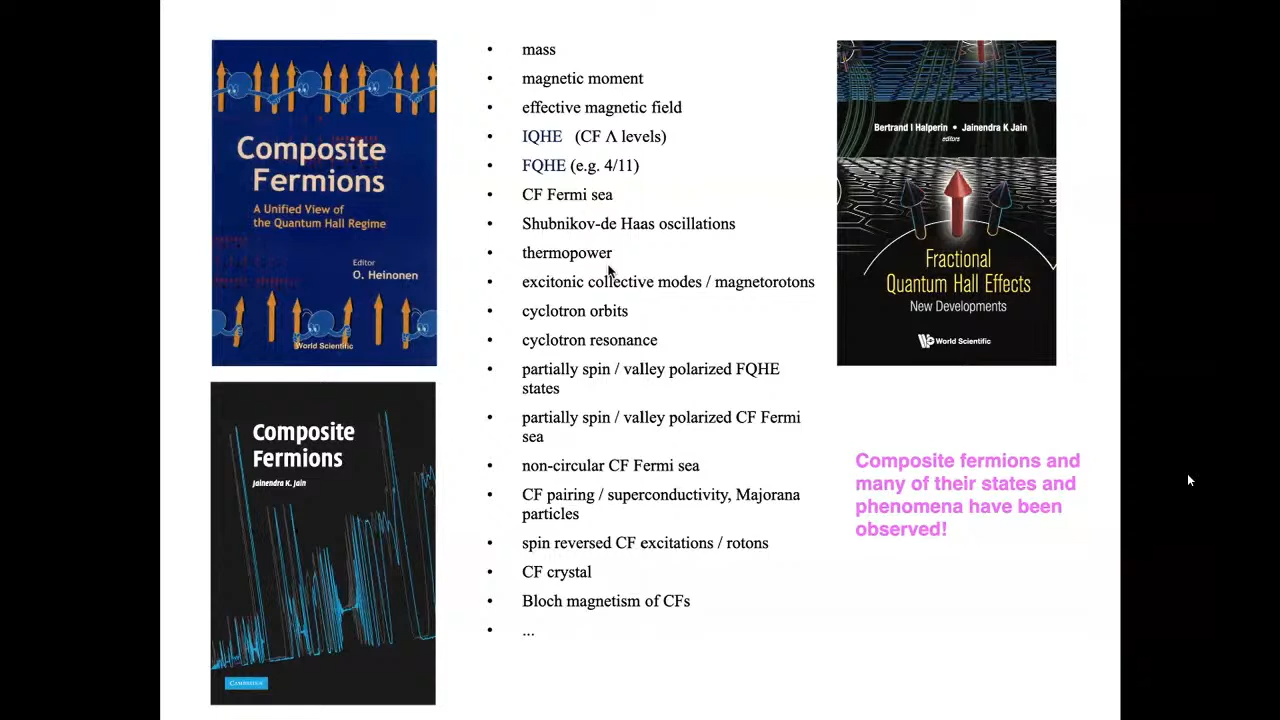 Composite
Fermions
A Unified View of
the Quantum Hall Regime
Editor
O. Heinonen
World Scientific
Composite
Fermions
Jainendra K. Jain
CAMBRIDGE
• mass
• magnetic moment
• effective magnetic field
• IQHE (CF Λ levels)
• FQHE (e.g. 4/11)
• CF Fermi sea
• Shubnikov-de Haas oscillations
• thermopower
• excitonic collective modes / magnetorotons
• cyclotron orbits
• cyclotron resonance
• partially spin / valley polarized FQHE
states
• partially spin / valley polarized CF Fermi
sea
• non-circular CF Fermi sea
• CF pairing / superconductivity, Majorana
particles
• spin reversed CF excitations / rotons
• CF crystal
• Bloch magnetism of CFs
• ...
Bertrand I Halperin • Jainendra K Jain
editors
Fractional
Quantum Hall Effects
New Developments
World Scientific
Composite fermions and
many of their states and
phenomena have been
observed!